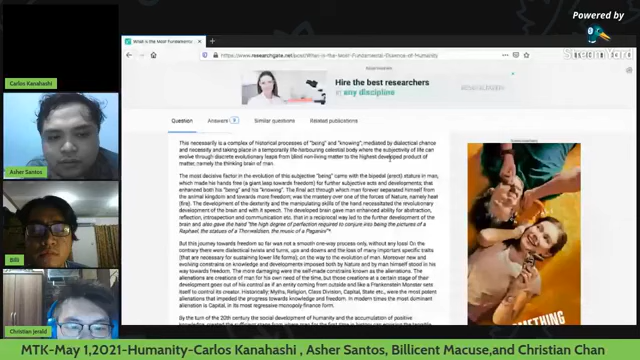 Powered by
What is the Most Fundamenta
https://www.researchgate.net/post/What-is-the-Most-Fundamental-Essence-of-Humanity
Carlos Kanahashi
Hire the best researchers
in any discipline
Question
Answers
Similar questions
Related publications
Asher Santos
This necessarily is a complex of historical processes of "being" and "knowing", mediated by dialectical chance
and necessity and taking place in a temporarily life-harbouring celestial body where the subjectivity of life can
evolve through discrete evolutionary leaps from blind non-living matter to the highest developed product of
matter, namely the thinking brain of man.
The most decisive factor in the evolution of this subjective "being" came with the bipedal (erect) stature in man,
which made his hands free (a giant leap towards freedom) for further subjective acts and developments; that
enhanced both his "being" and his "knowing". The final act through which man forever separated himself from
the animal kingdom and towards more freedom; was the mastery over one of the forces of Nature, namely heat
(fire). The development of the dexterity and the manipulating skills of the hand necessitated the revolutionary
development of the brain and with it speech. The developed brain gave man enhanced ability for abstraction,
reflection, introspection and communication etc, that in a reciprocal way led to the further development of the
brain and also gave the hand "the high degree of perfection required to conjure into being the pictures of a
Raphael, the statues of a Thorwaldsen, the music of a Paganini".
Billi
But this journey towards freedom so far was not a smooth one-way process only, without any loss! On the
contrary there were dialectical twists and turns, ups and downs and the loss of many important specific traits
(that are necessary for sustaining lower life forms), on the way to the evolution of man. Moreover new and
evolving constrains on knowledge and developments imposed both by Nature and by man himself stood in his
way towards freedom. The more damaging were the self-made constrains known as the alienations. The
alienations are creations of man for his own need of the time, but those creations at a certain stage of their
development goes out of his control as if an entity coming from outside and like a Frankenstein Monster sets
itself to control its creator. Historically; Myths, Religion, Class Division, Capital, State etc., were the most potent
alienations that impeded the progress towards knowledge and freedom. In modern times the most dominant
alienation is Capital, in its most regressive monopoly-finance form.
By the turn of the 20th century the social development of humanity and the accumulation of positive
SOMETHING
Christian Jerald
MTK-May 1,2021-Humanity-Carlos Kanahashi , Asher Santos, Billicent Macuse,and Christian Chan